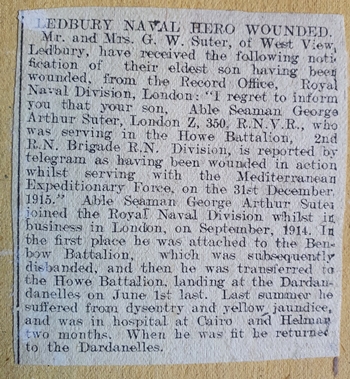 LEDBURY NAVAL HERO WOUNDED.
Mr. and Mrs. G. W. Suter, of West View,
Ledbury, have received the following noti
fication of their eldest son having been
wounded, from the Record Office, Royal
Naval Division, London: "I regret to inform
you that your son, Able Seaman George
Arthur Suter, London Z, 350, R.N.V.R., who
was serving in the Howe Battalion, 2nd
R.N. Brigade R.N. Division, is reported by
telegram as having been wounded in action
whilst serving with the Mediterranean
Expeditionary Force, on the 31st December
1915." Able Seaman George Arthur Suter
joined the Royal Naval Division whilst in
business in London, on September, 1914. In
the first place he was attached to the Ben-
bow Battalion, which was subsequently
disbanded, and then he was transferred to
the Howe Battalion, landing at the Dardan-
danelles on June 1st last. Last summer he
suffered from dysentry and yellow jaundice,
and was in hospital at Cairo and Helman
two months. When he was fit he returned
to the Dardanelles.